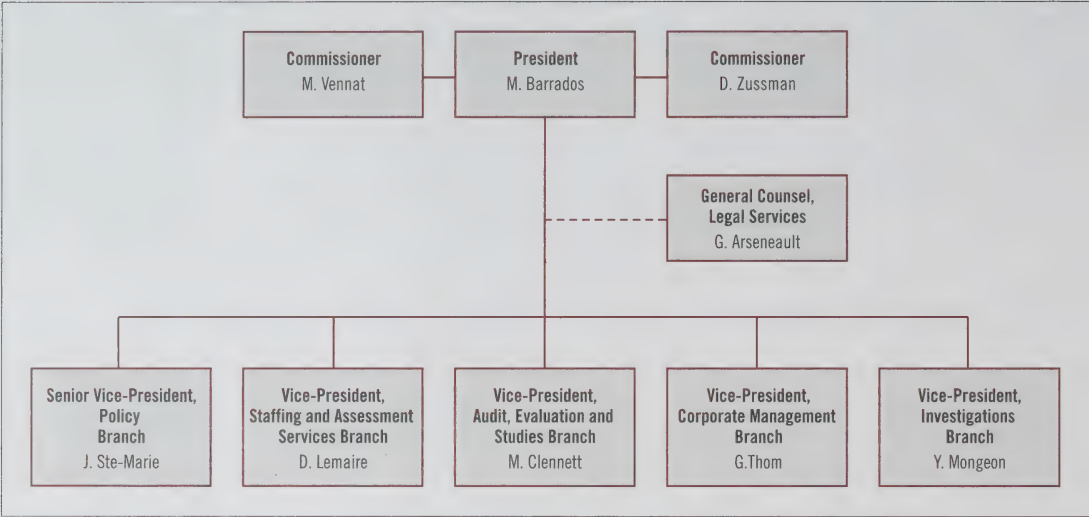 Commissioner
M. Vennat
President
M. Barrados
Commissioner
D. Zussman
General Counsel,
Legal Services
G. Arseneault
Senior Vice-President,
Policy
Branch
J. Ste-Marie
Vice-President,
Staffing and Assessment
Services Branch
D. Lemaire
Vice-President,
Audit, Evaluation and
Studies Branch
M. Clennett
Vice-President,
Corporate Management
Branch
G.Thom
Vice-President,
Investigations
Branch
Y. Mongeon